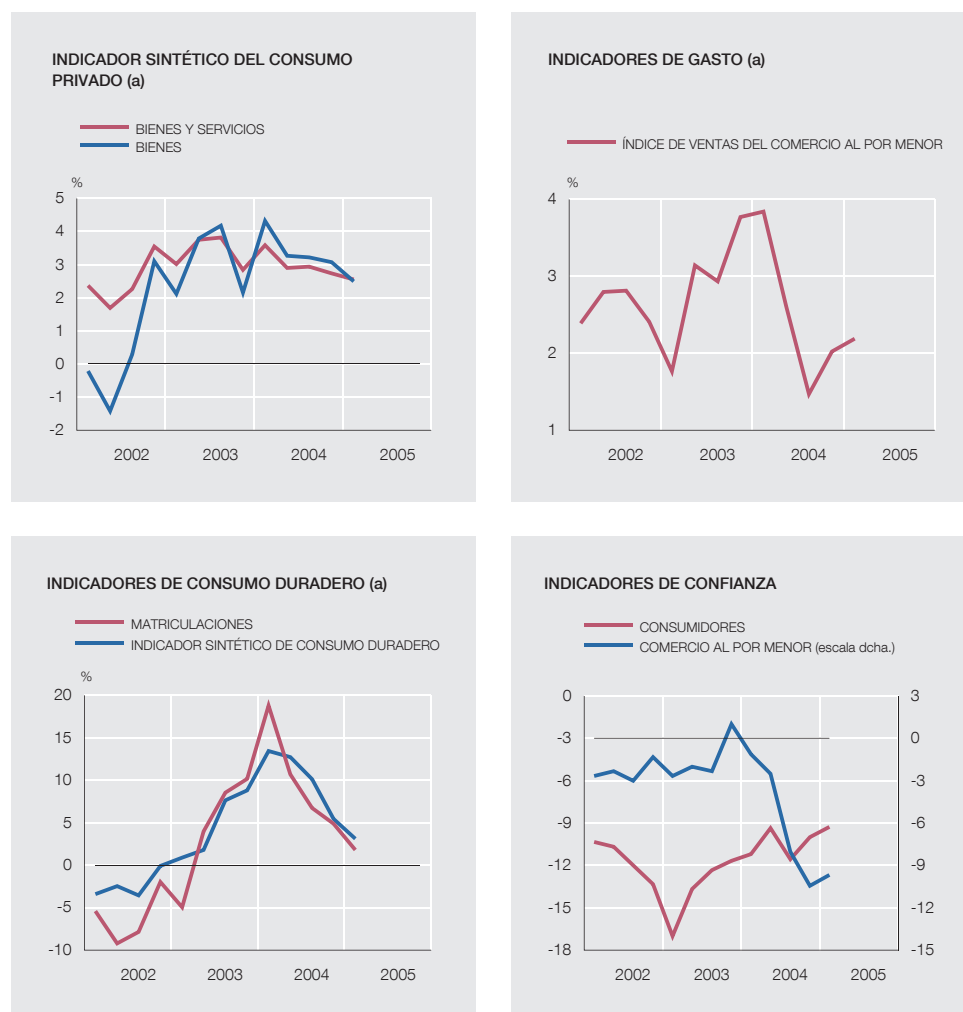 INDICADOR SINTÉTICO DEL CONSUMO
PRIVADO (a)
BIENES Y SERVICIOS
BIENES
%
5
4
3
2
1
0
-1
-2
2002 2003 2004 2005
INDICADORES DE GASTO (a)
ÍNDICE DE VENTAS DEL COMERCIO AL POR MENOR
%
4
3
2
1
2002 2003 2004 2005
INDICADORES DE CONSUMO DURADERO (a)
MATRICULACIONES
INDICADOR SINTÉTICO DE CONSUMO DURADERO
%
20
15
10
5
0
-5
-10
2002 2003 2004 2005
INDICADORES DE CONFIANZA
CONSUMIDORES
COMERCIO AL POR MENOR (escala dcha.)
0 3
-3 0
-6 -3
-9 -6
-12 -9
-15 -12
-18 -15
2002 2003 2004 2005